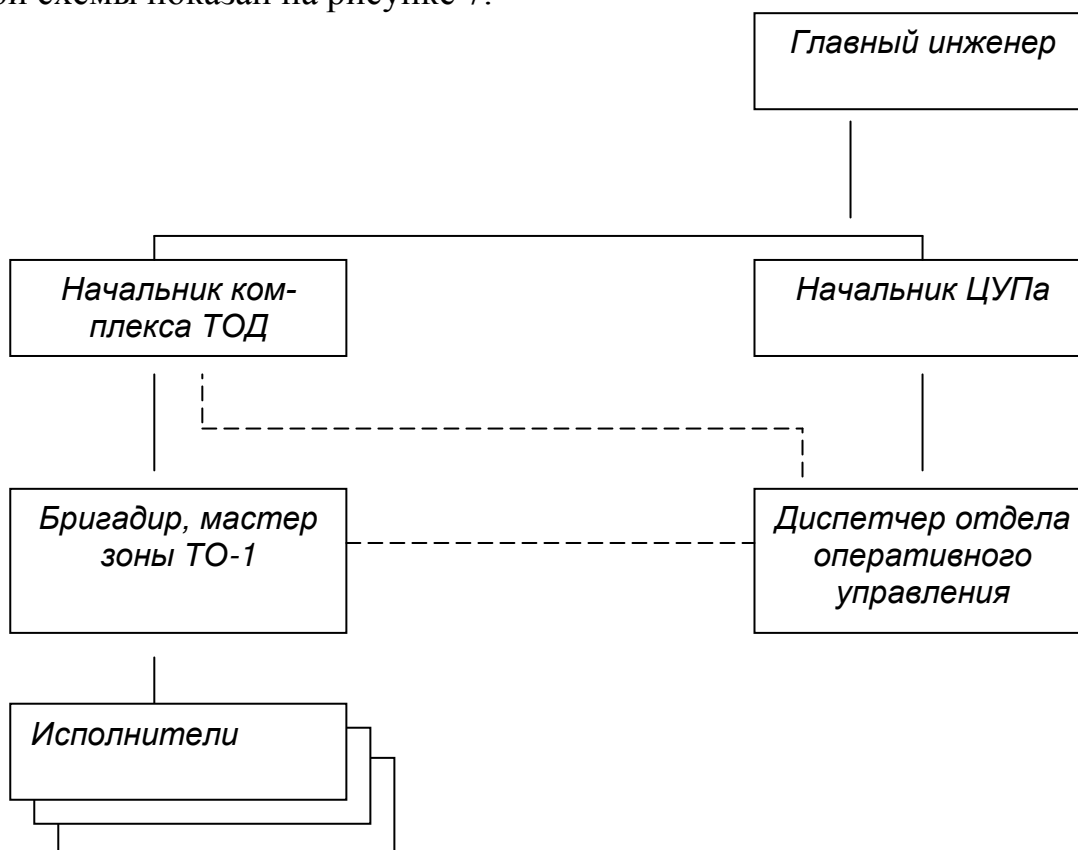 ой схемы показан на рисунке 7.
Главный инженер
Начальник ком-
плекса ТОД
Начальник ЦУПа
Бригадир, мастер
зоны ТО-1
Диспетчер отдела
оперативного
управления
Исполнители